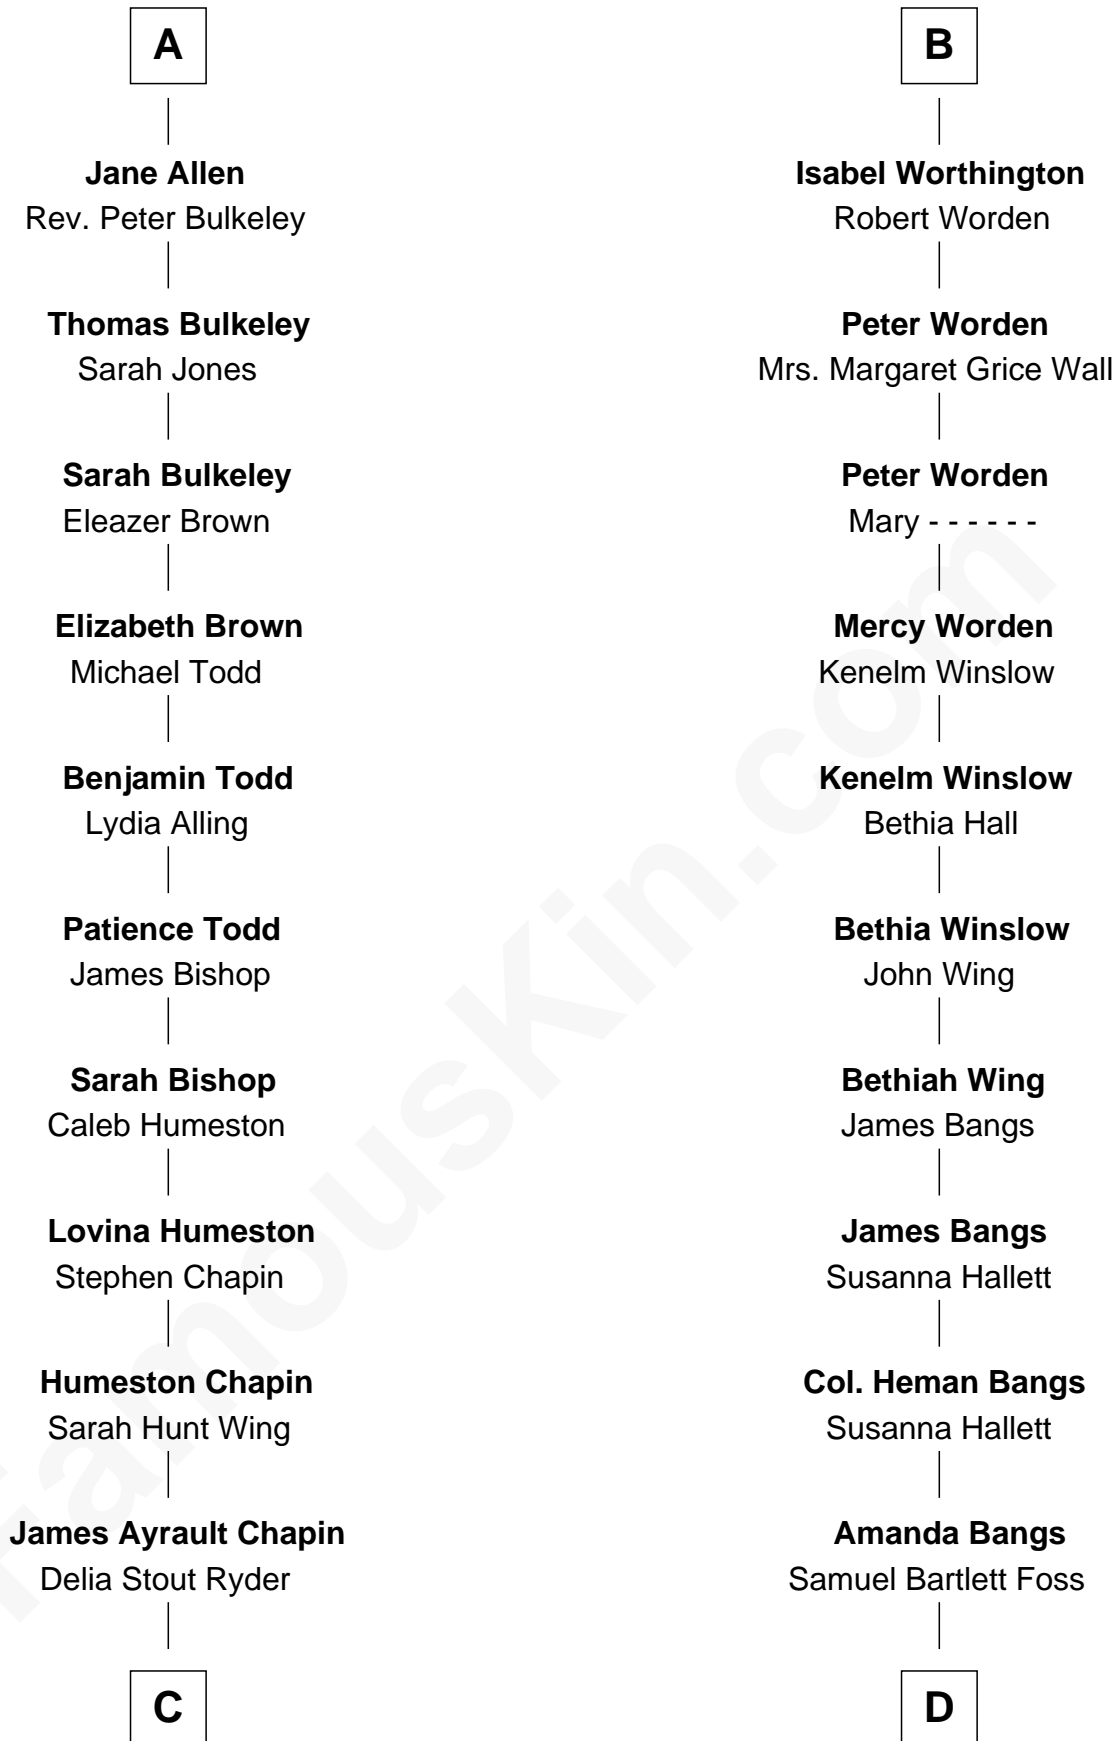 A
Jane Allen
Rev. Peter Bulkeley
Thomas Bulkeley
Sarah Jones
Sarah Bulkeley
Eleazer Brown
Elizabeth Brown
Michael Todd
Benjamin Todd
Lydia Alling
Patience Todd
James Bishop
Sarah Bishop
Caleb Humeston
Lovina Humeston
Stephen Chapin
Humeston Chapin
Sarah Hunt Wing
James Ayrault Chapin
Delia Stout Ryder
C
B
Isabel Worthington
Robert Worden
Peter Worden
Mrs. Margaret Grice Wall
Peter Worden
Mary - - - - - -
Mercy Worden
Kenelm Winslow
Kenelm Winslow
Bethia Hall
Bethia Winslow
John Wing
Bethiah Wing
James Bangs
James Bangs
Susanna Hallett
Col. Heman Bangs
Susanna Hallett
Amanda Bangs
Samuel Bartlett Foss
D
FamousKin.com